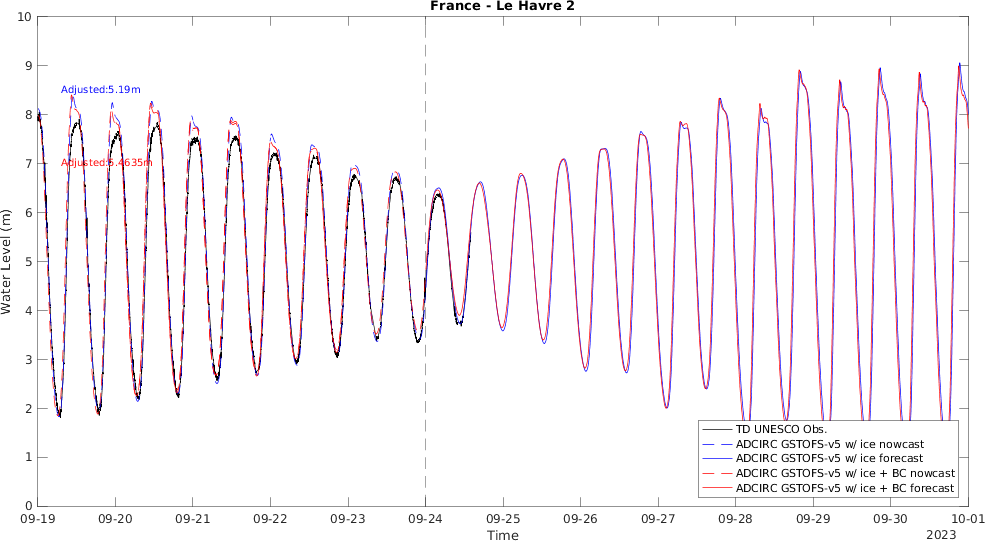 France - Le Havre 2
10
9
8
7
6
5
4
3
2
1
0
Water Level (m)
Adjusted:5.19m
Adjusted:5.4635m
TD UNESCO Obs.
ADCIRC GSTOFS-v5 w/ ice nowcast
ADCIRC GSTOFS-v5 w/ ice forecast
ADCIRC GSTOFS-v5 w/ ice + BC nowcast
ADCIRC GSTOFS-v5 w/ ice + BC forecast
09-19 09-20 09-21 09-22 09-23 09-24 09-25 09-26 09-27 09-28 09-29 09-30 10-01
Time
2023